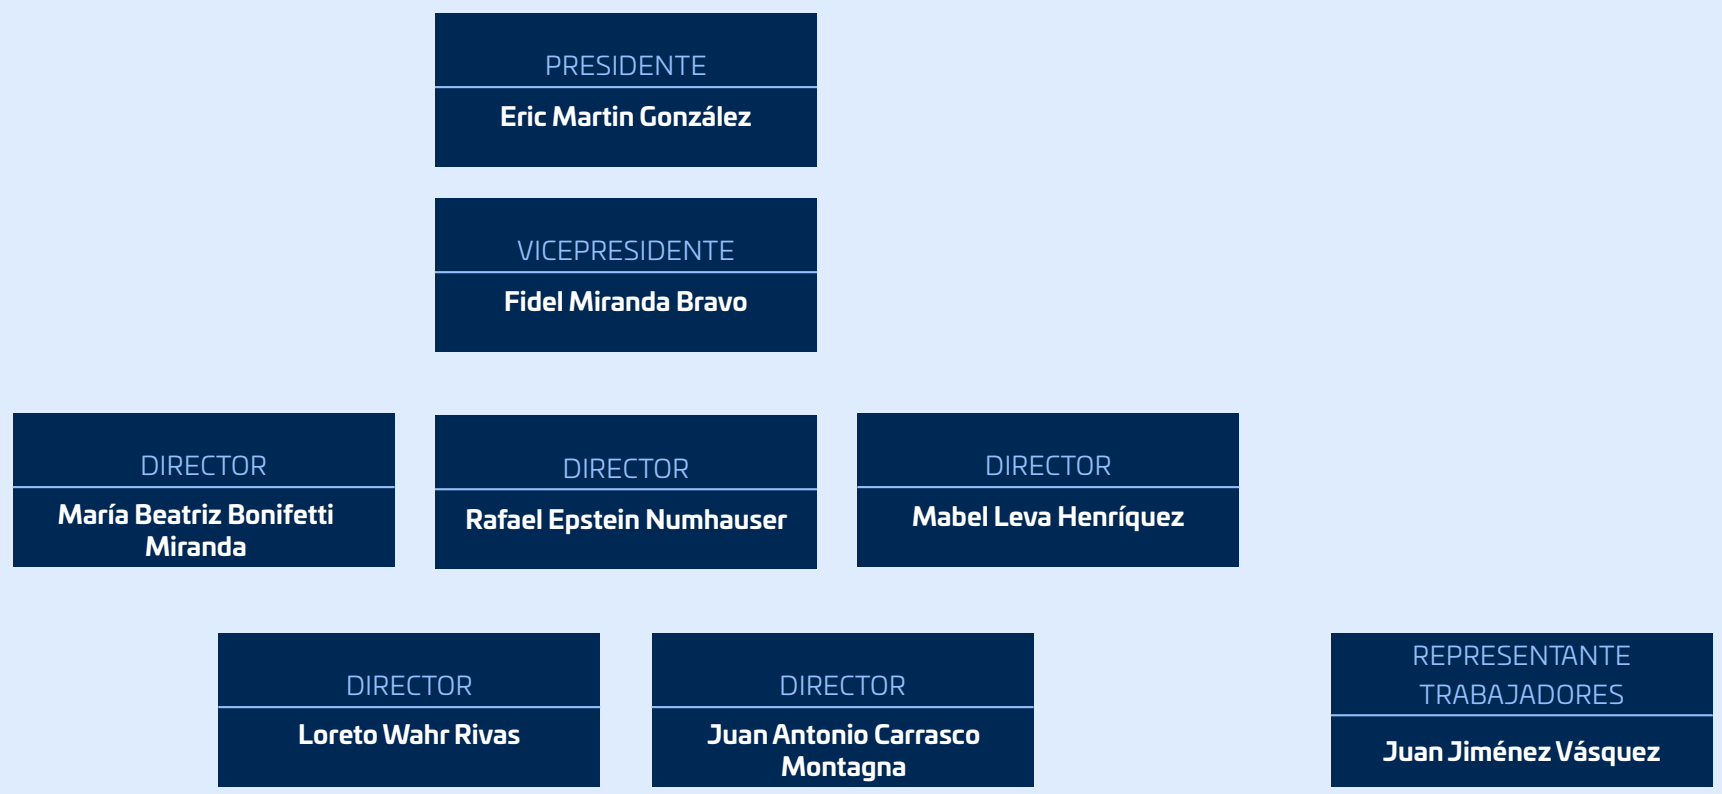 PRESIDENTE
Eric Martin González
VICEPRESIDENTE
Fidel Miranda Bravo
DIRECTOR
María Beatriz Bonifetti
Miranda
DIRECTOR
Rafael Epstein Numhauser
DIRECTOR
Mabel Leva Henríquez
DIRECTOR
Loreto Wahr Rivas
DIRECTOR
Juan Antonio Carrasco
Montagna
REPRESENTANTE
TRABAJADORES
Juan Jiménez Vásquez